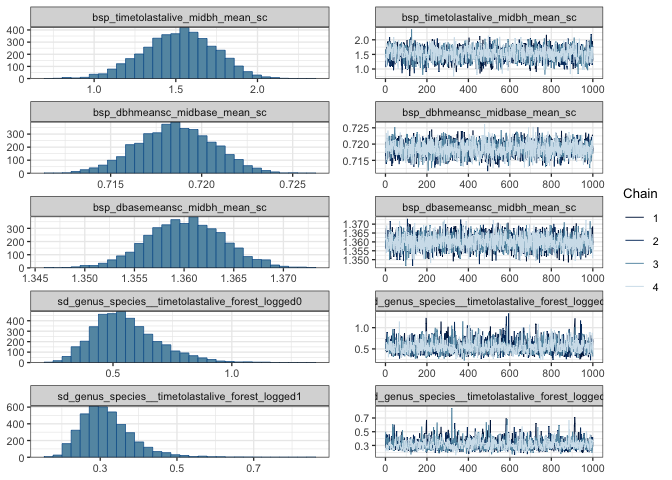 bsp_timetolastalive_midbh_mean_sc
400
300
200
100
0
1.0 1.5 2.0
bsp_timetolastalive_midbh_mean_sc
2.0
1.5
1.0
0 200 400 600 800 1000
bsp_dbhmeansc_midbase_mean_sc
300
200
100
0
0.715 0.720 0.725
bsp_dbhmeansc_midbase_mean_sc
0.725
0.720
0.715
0 200 400 600 800 1000
bsp_dbasemeansc_midbh_mean_sc
300
200
100
0
1.345 1.350 1.355 1.360 1.365 1.370
bsp_dbasemeansc_midbh_mean_sc
1.370
1.365
1.360
1.355
1.350
0 200 400 600 800 1000
sd_genus_species__timetolastalive_forest_logged0
400
300
200
100
0
0.5 1.0
d_genus_species__timetolastalive_forest_logged
1.0
0.5
0 200 400 600 800 1000
sd_genus_species__timetolastalive_forest_logged1
600
400
200
0
0.3 0.5 0.7
d_genus_species__timetolastalive_forest_logged
0.7
0.5
0.3
0 200 400 600 800 1000
Chain
1
2
3
4